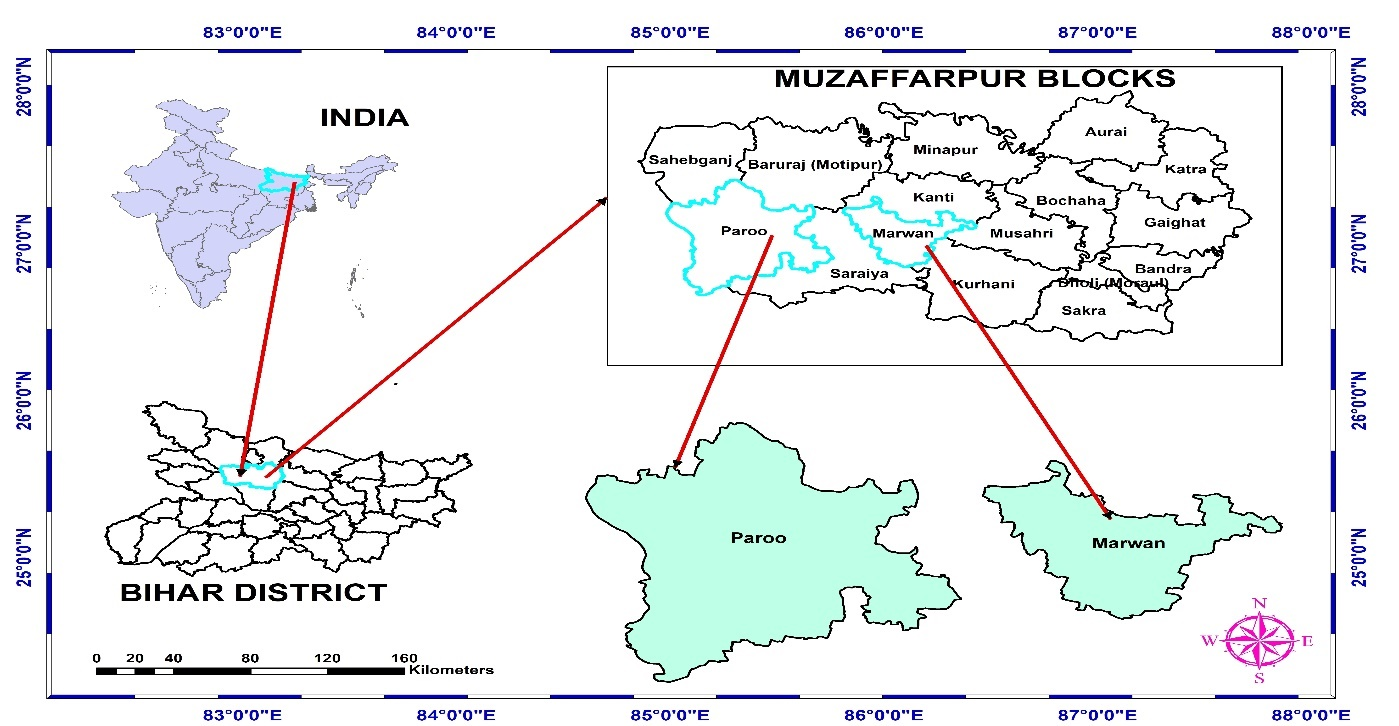 83°0'0"E 84°0'0"E 85°0'0"E 86°0'0"E 87°0'0"E 88°0'0"E
28°0'0"N
27°0'0"N
26°0'0"N
25°0'0"N
INDIA
MUZAFFARPUR BLOCKS
Aurai
Minapur
Sahebganj
Baruraj (Motipur)
Katra
Kanti
Bochaha
Gaighat
Paroo
Marwan
Musahri
Saraiya
Bandra
Kurhani
Dholi (Moraul)
Sakra
Paroo
Marwan
BIHAR DISTRICT
0 20 40 80 120 160
Kilometers
N
W E
S
28°0'0"N
27°0'0"N
26°0'0"N
25°0'0"N
83°0'0"E 84°0'0"E 85°0'0"E 86°0'0"E 87°0'0"E 88°0'0"E